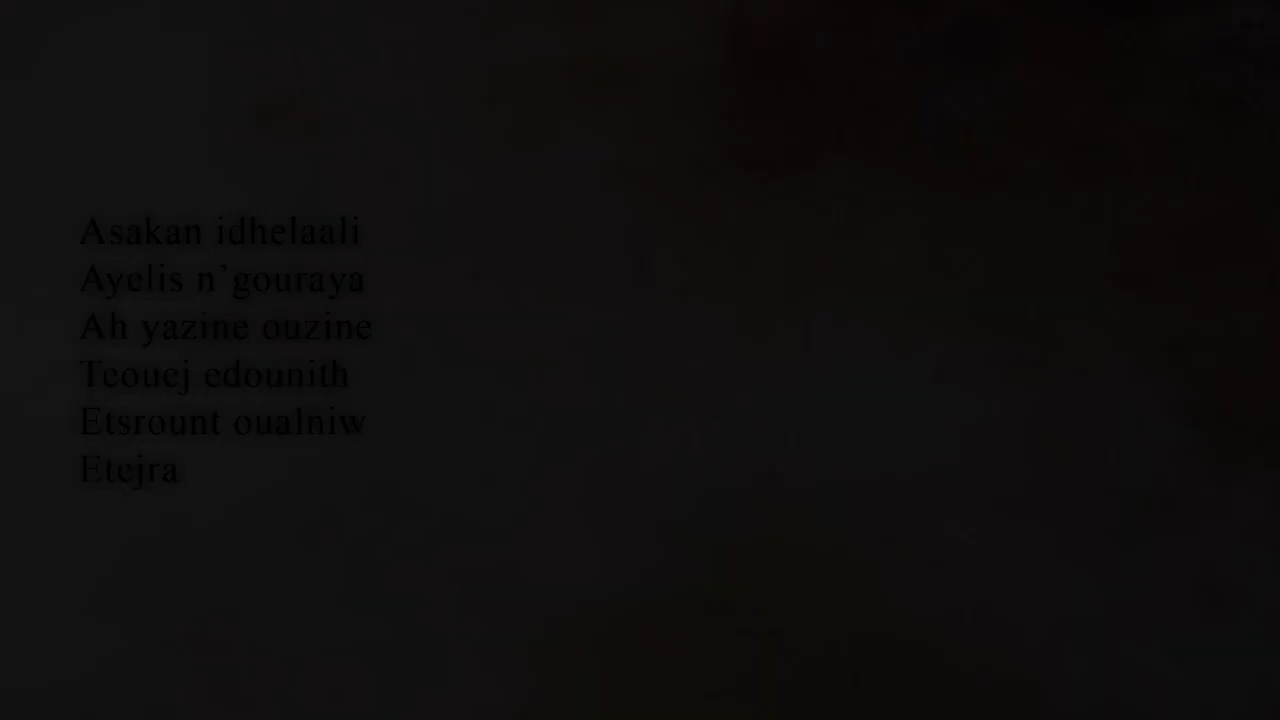 Asakan idhelaali
Ayelis n'gouraya
Ah yazine ouzine
Teouej edounith
Etsrount oualniw
Etejra